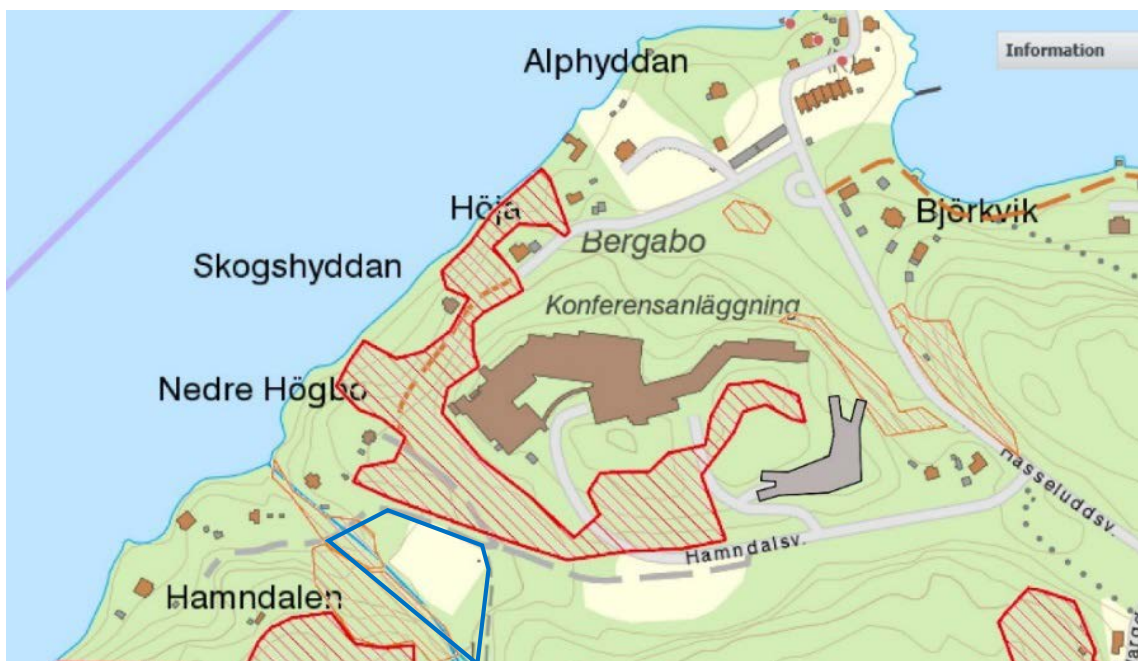 Alphyddan
Information
Höja
Björkvik
Bergabo
Skogshyddan
Konferensanläggning
Nedre Högbo
Hasseluddsv.
Hamndalsv.
Hamndalen